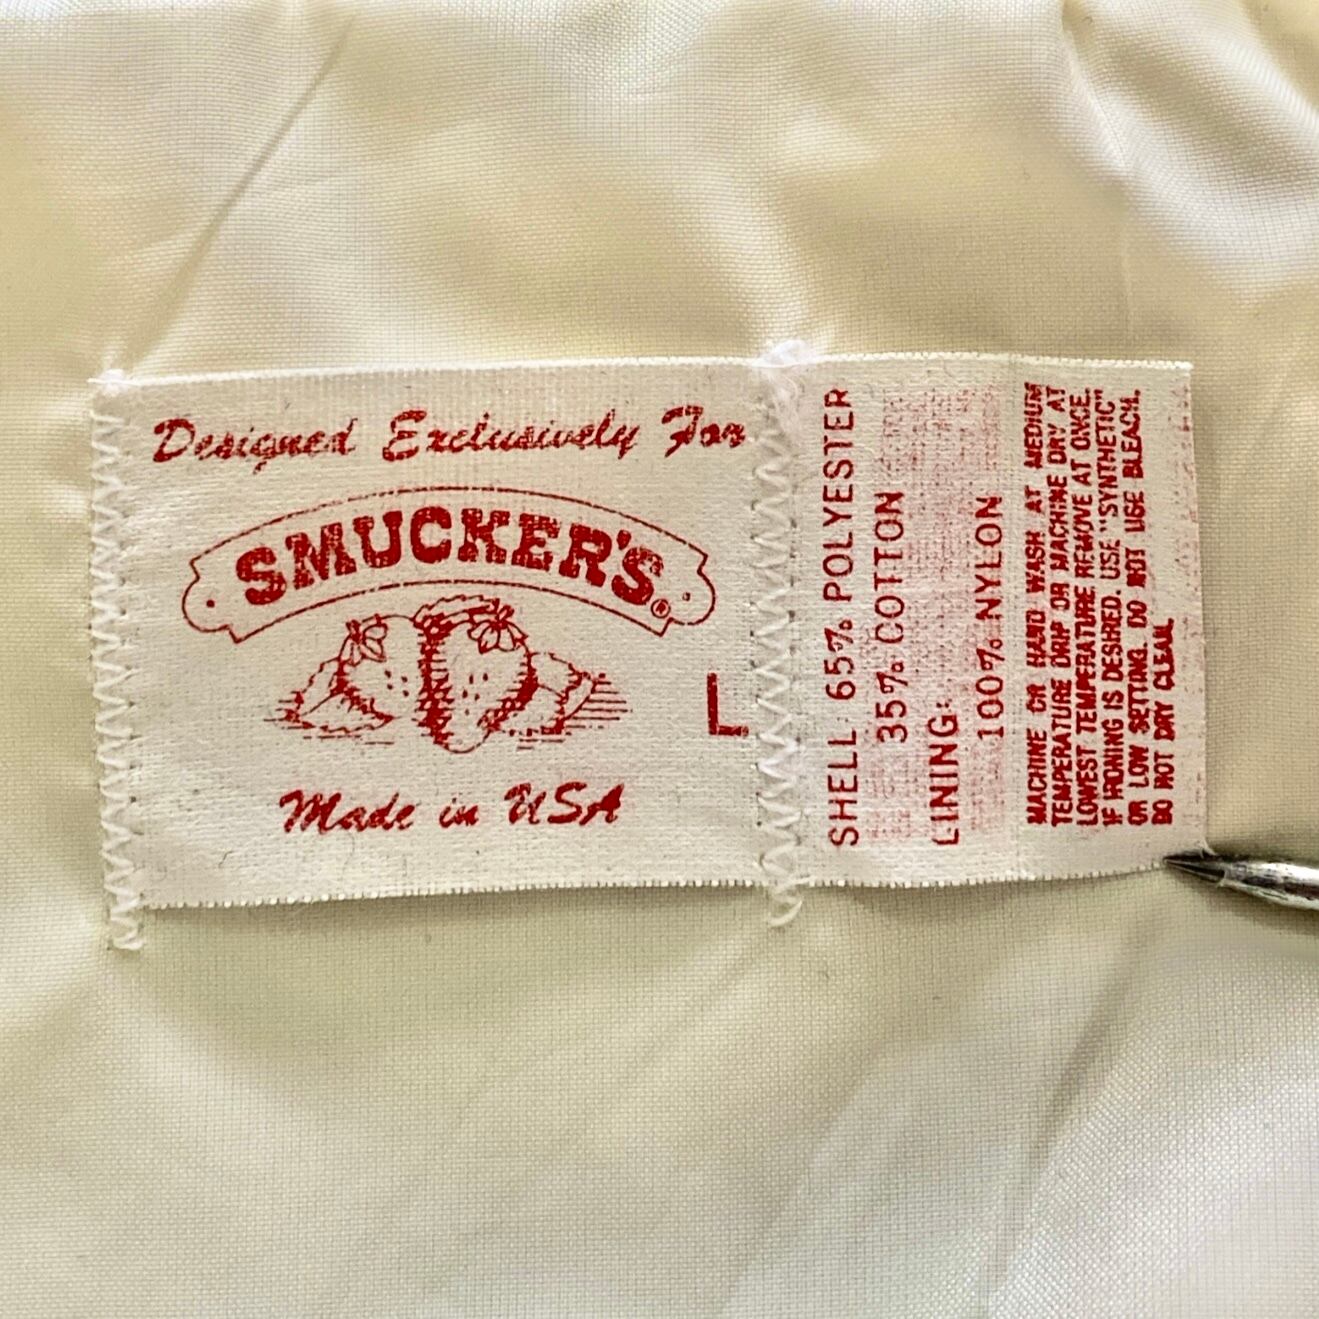 Designed Exclusively For
SMUCKER'S®
L
Made in USA
SHELL: 65% POLYESTER
35% COTTON
LINING:
100% NYLON
MACHINE OR HAND WASH AT MEDIUM
TEMPERATURE DRIP OR MACHINE DRY AT
LOWEST TEMPERATURE REMOVE AT ONCE.
IF IRONING IS DESIRED. USE "SYNTHETIC"
OR LOW SETTING. DO NOT USE BLEACH.
DO NOT DRY CLEAN.